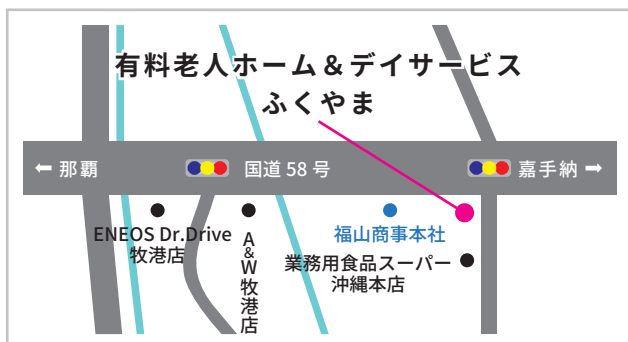 有料老人ホーム＆デイサービス
ふくやま
← 那覇
国道 58 号
嘉手納 →
ENEOS Dr.Drive
牧港店
A&W牧港店
福山商事本社
業務用食品スーパー
沖縄本店